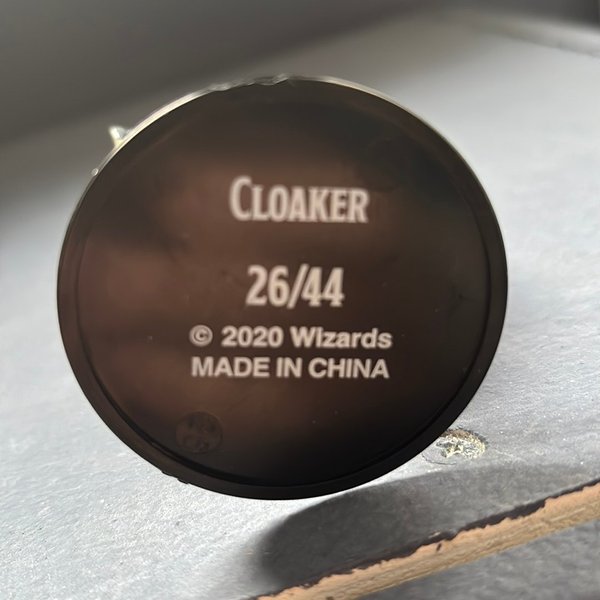 CLOAKER
26/44
© 2020 Wizards
MADE IN CHINA